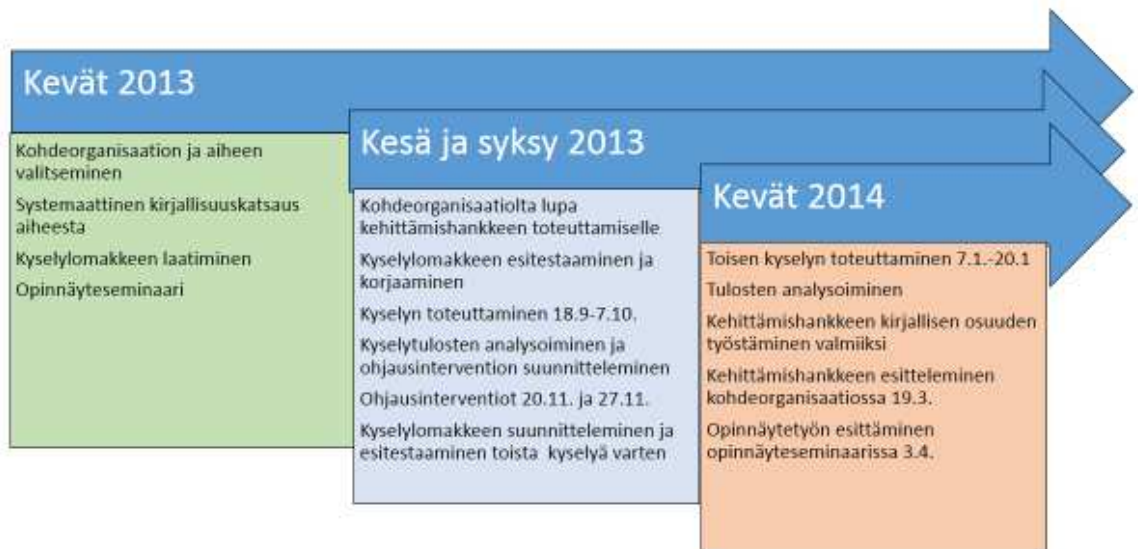 Kevät 2013
Kohdeorganisaation ja aiheen
valitseminen
Systemaattinen kirjallisuuskatsaus
aiheesta
Kyselylomakkeen laatiminen
Opinnäyteseminaari
Kesä ja syksy 2013
Kohdeorganisaatiolta lupa
kehittämishankkeen toteuttamiselle
Kyselylomakkeen esitestaaminen ja
korjaaminen
Kyselyn toteuttaminen 18.9-7.10.
Kyselytulosten analysoiminen ja
ohjausintervention suunnitteleminen
Ohjausinterventiot 20.11. ja 27.11.
Kyselylomakkeen suunnitteleminen ja
esitestaaminen toista kyselyä varten
Kevät 2014
Toisen kyselyn toteuttaminen 7.1.-20.1
Tulosten analysoiminen
Kehittämishankkeen kirjallisen osuuden
työstäminen valmiiksi
Kehittämishankkeen esitteleminen
kohdeorganisaatiossa 19.3.
Opinnäytetyön esittäminen
opinnäyteseminaarissa 3.4.